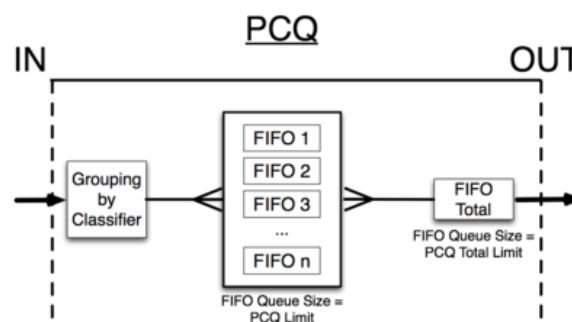 PCQ
IN
OUT
Grouping
by
Classifier
FIFO 1
FIFO 2
FIFO 3
...
FIFO n
FIFO Queue Size =
PCQ Limit
FIFO
Total
FIFO Queue Size =
PCQ Total Limit